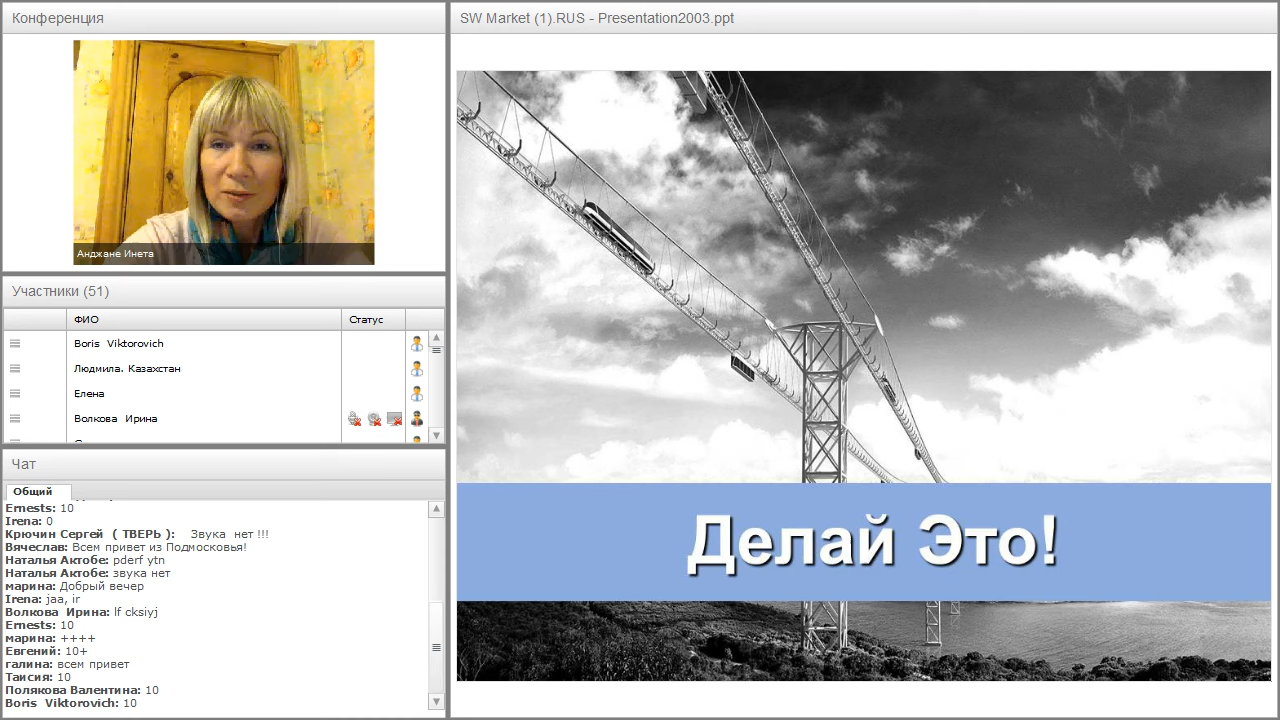 Конференция
Анджане Инета
Участники (51)
ФИО
Статус
Boris Viktorovich
Людмила. Казахстан
Елена
Волкова Ирина
Чат
Общий
Ernests: 10
Irena: 0
Крючин Сергей ( ТВЕРЬ ): Звука нет !!!
Вячеслав: Всем привет из Подмосковья!
Наталья Актобе: pderf ytn
Наталья Актобе: звука нет
марина: Добрый вечер
Irena: jaa, ir
Волкова Ирина: lf cksiyj
Ernests: 10
марина: ++++
Евгений: 10+
галина: всем привет
Таисия: 10
Полякова Валентина: 10
Boris Viktorovich: 10
SW Market (1).RUS - Presentation2003.ppt
Делай Это!